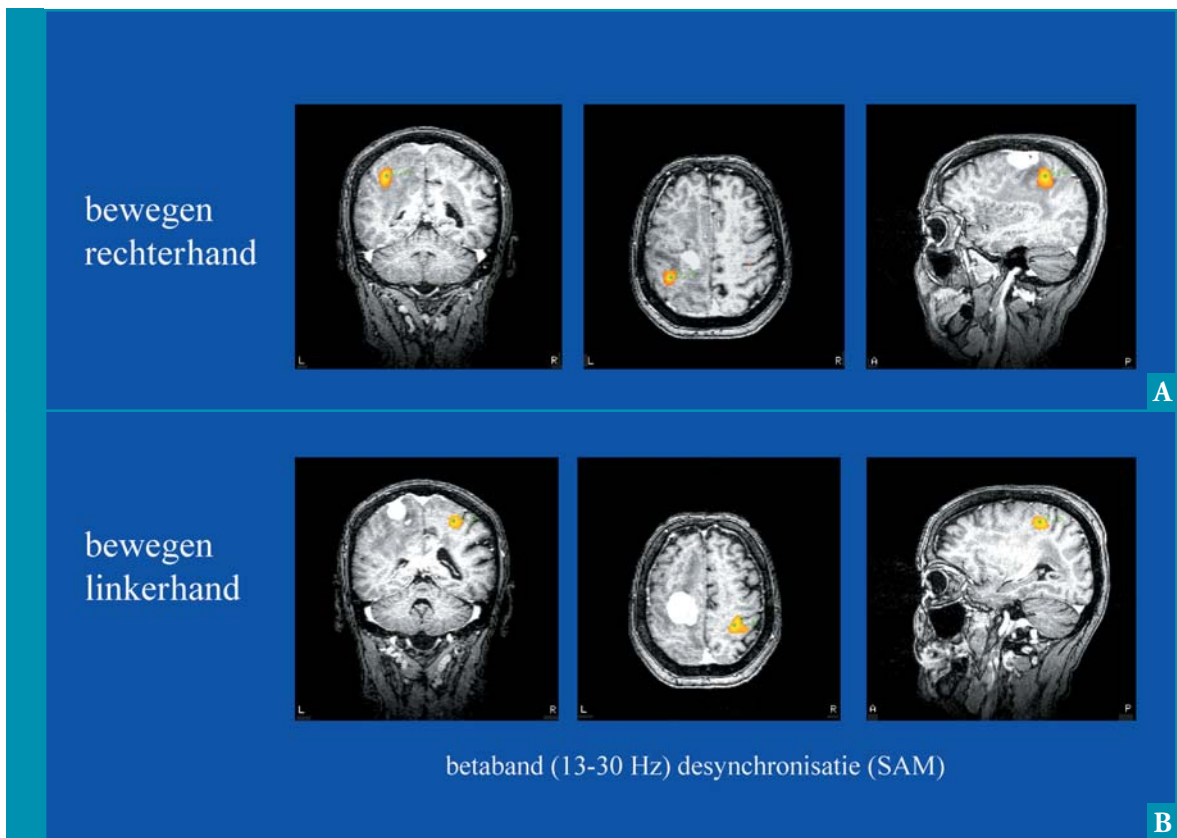 bewegen
rechterhand
L R
L R
A P
A
bewegen
linkerhand
L R
L R
A P
betaband (13-30 Hz) desynchronisatie (SAM)
B